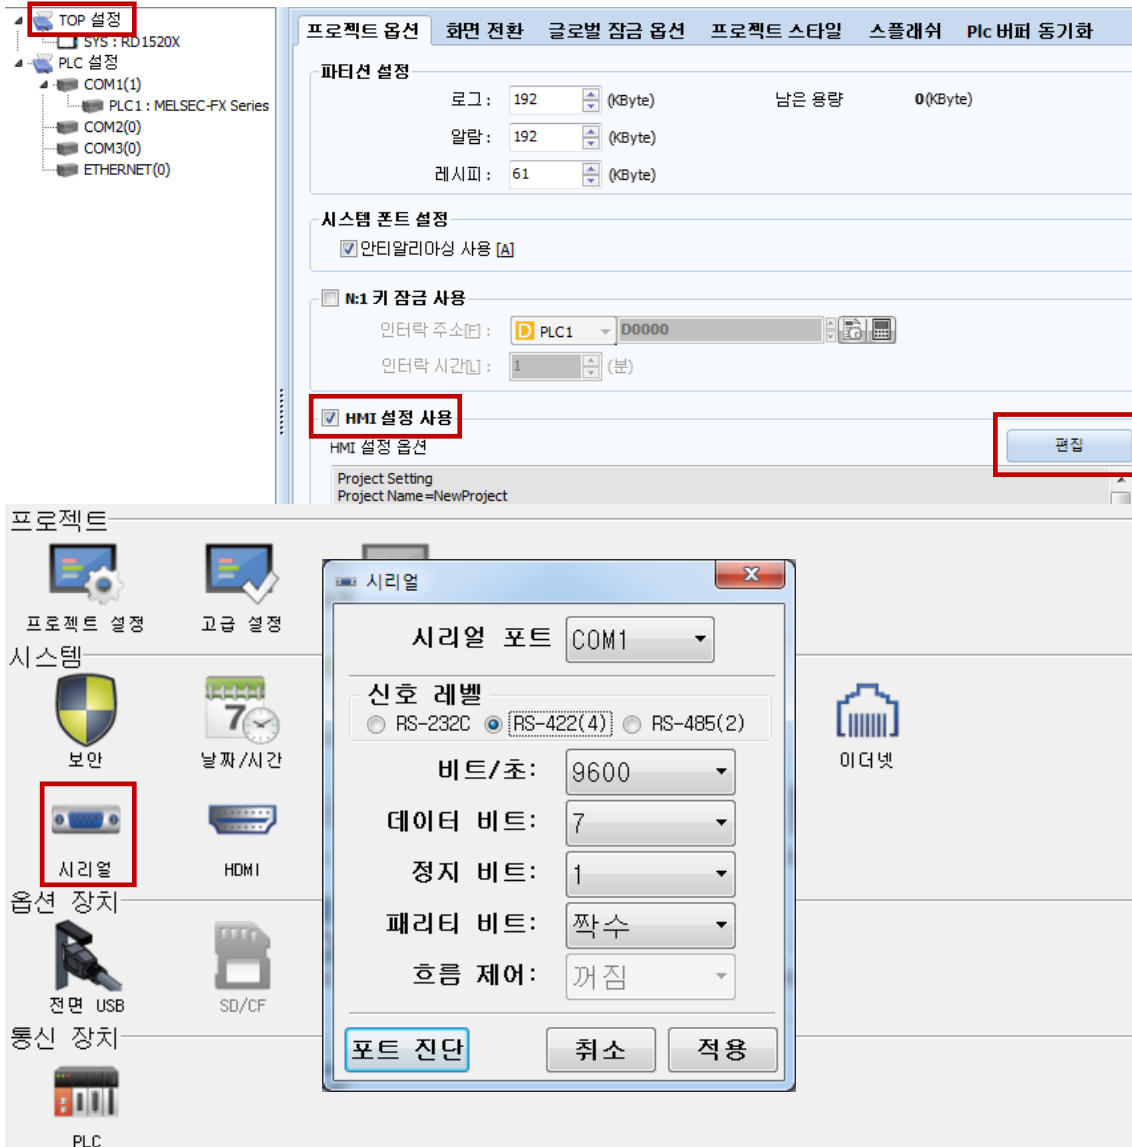 TOP 설정
SYS : RD1520X
PLC 설정
COM1(1)
PLC1 : MELSEC-FX Series
COM2(0)
COM3(0)
ETHERNET(0)
프로젝트 옵션 화면 전환 글로벌 잠금 옵션 프로젝트 스타일 스플래쉬 Plc 버퍼 동기화
파티션 설정
로그 : 192 (KByte) 남은 용량 0(KByte)
알람 : 192 (KByte)
레시피 : 61 (KByte)
시스템 폰트 설정
안티알리아싱 사용 [A]
N:1 키 잠금 사용
인터락 주소[F] : D PLC1 D0000
인터락 시간[L] : 1 (분)
HMI 설정 사용
HMI 설정 옵션 편집
Project Setting
Project Name=NewProject
프로젝트
프로젝트 설정 고급 설정
시스템
보안 날짜/시간 이더넷
시리얼 HDMI
옵션 장치
전면 USB SD/CF
통신 장치
PLC
시리얼
시리얼 포트 COM1
신호 레벨
RS-232C RS-422(4) RS-485(2)
비트/초: 9600
데이터 비트: 7
정지 비트: 1
패리티 비트: 짝수
흐름 제어: 꺼짐
포트 진단 취소 적용